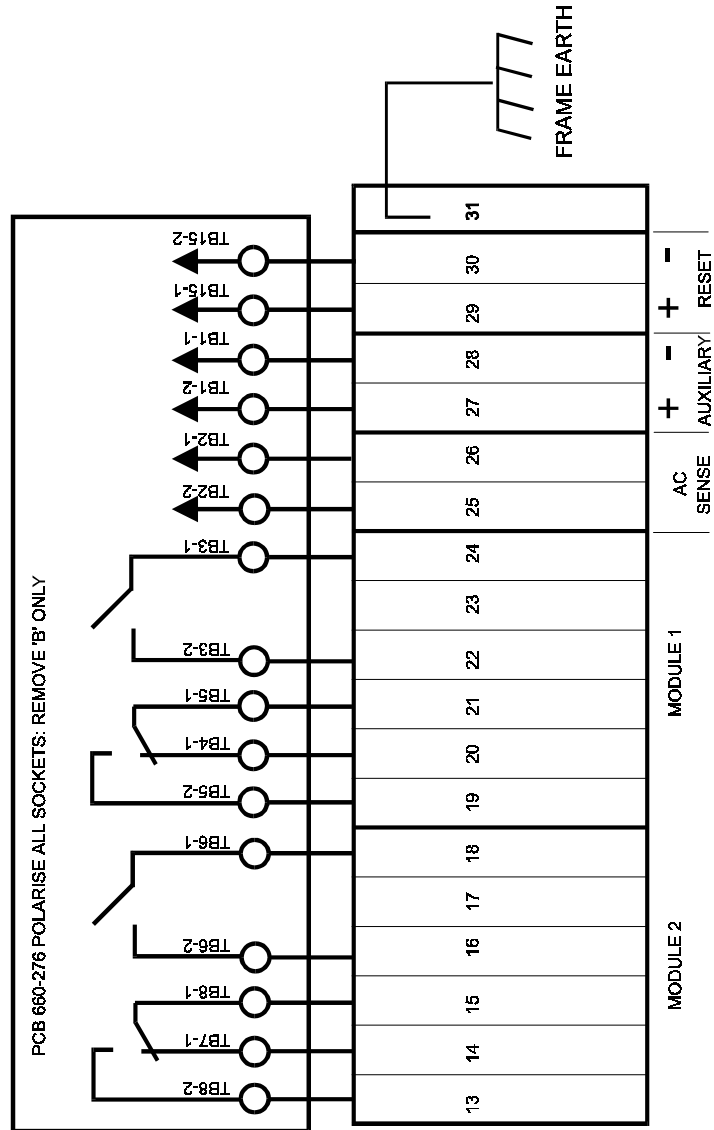 PCB 660-276 POLARISE ALL SOCKETS: REMOVE 'B' ONLY
TB8-2
TB7-1
TB8-1
TB6-2
TB6-1
TB5-2
TB4-1
TB5-1
TB3-2
TB3-1
TB2-2
TB2-1
TB1-2
TB1-1
TB15-1
TB15-2
13
14
15
16
17
18
19
20
21
22
23
24
25
26
27
28
29
30
31
FRAME EARTH
+ - + -
MODULE 2
MODULE 1
AC
SENSE
AUXILIARY
RESET